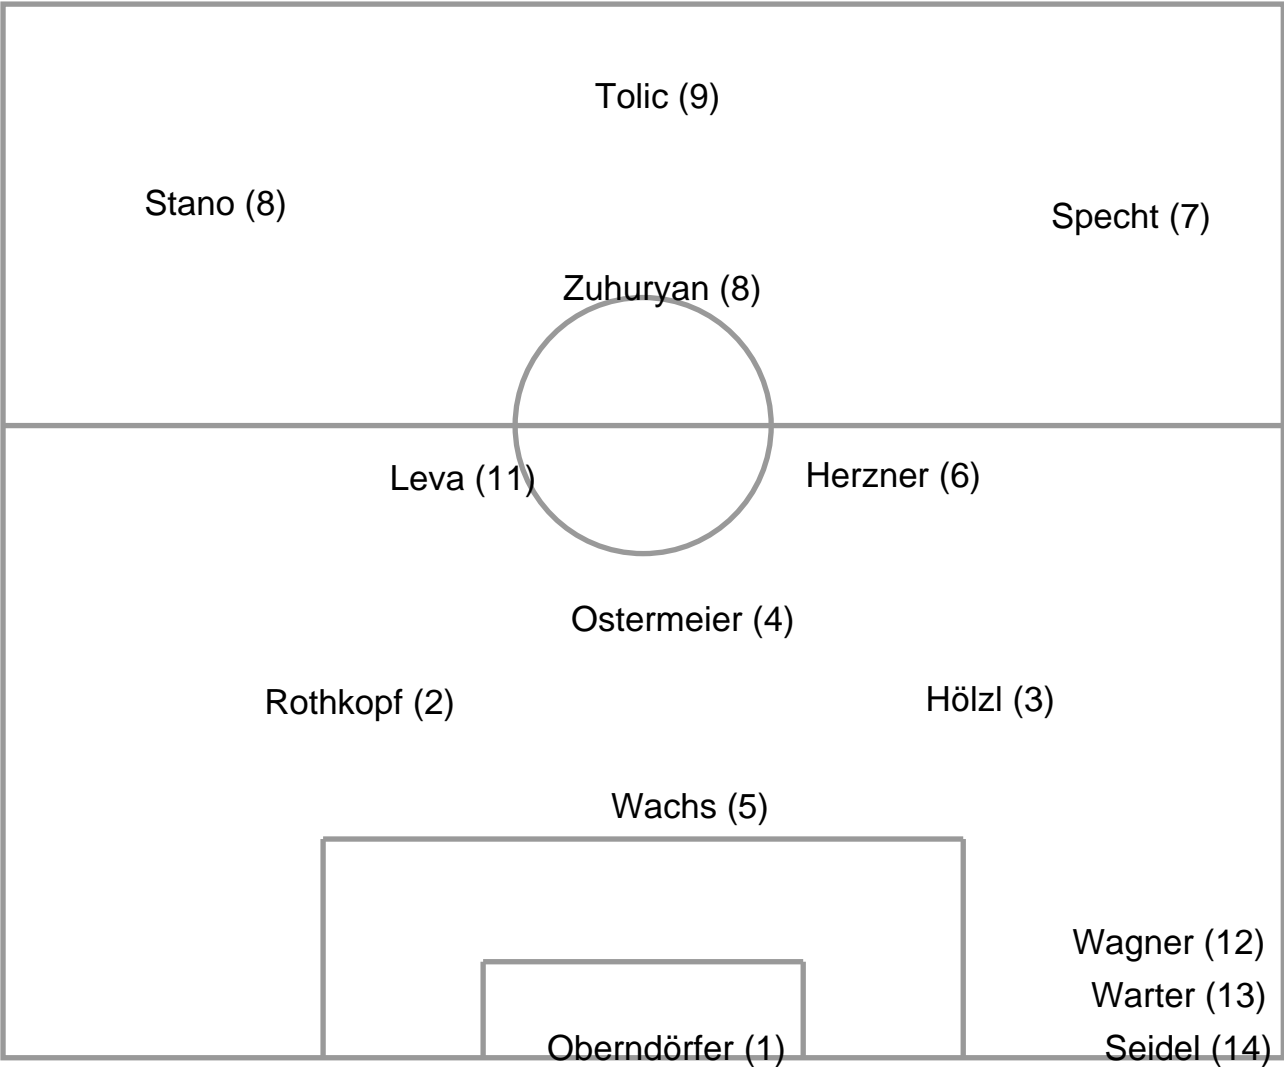 Tolic (9)
Stano (8)
Specht (7)
Zuhuryan (8)
Leva (11)
Herzner (6)
Ostermeier (4)
Rothkopf (2)
Hölzl (3)
Wachs (5)
Wagner (12)
Warter (13)
Oberndörfer (1)
Seidel (14)